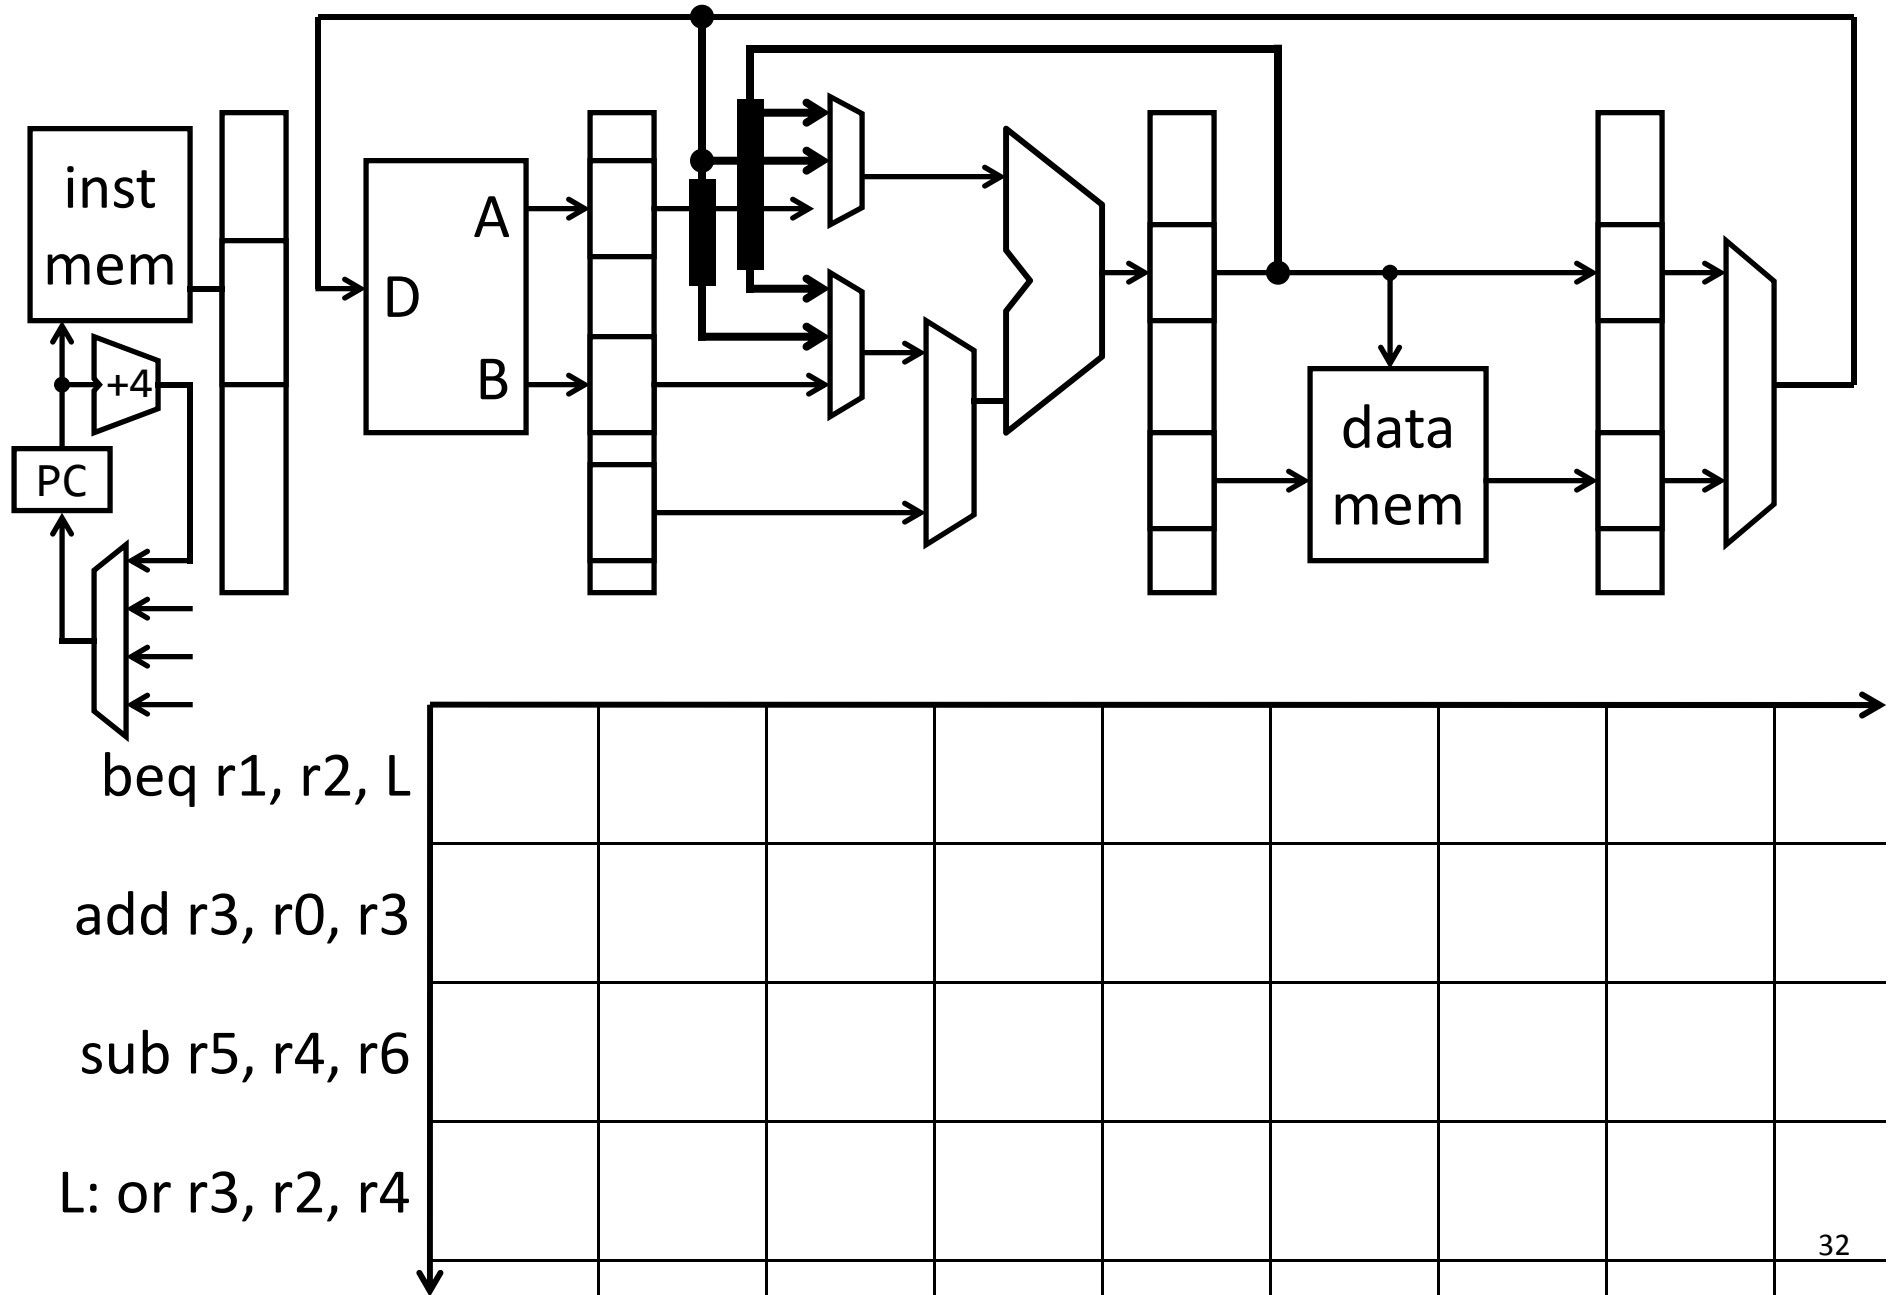 inst
mem
+4
PC
A
D
B
data
mem
beq r1, r2, L
add r3, r0, r3
sub r5, r4, r6
L: or r3, r2, r4
32